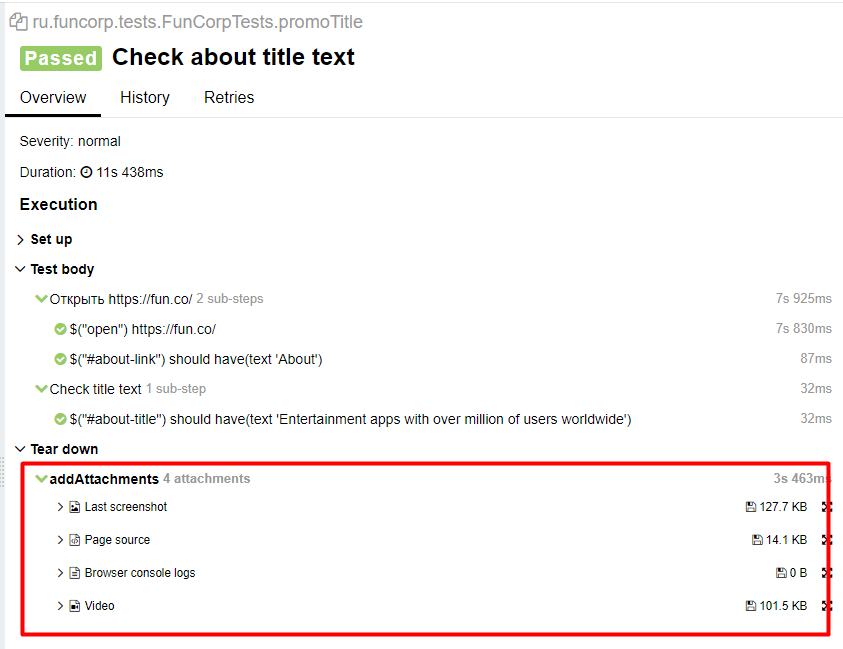 ru.funcorp.tests.FunCorpTests.promoTitle
Passed Check about title text
Overview History Retries
Severity: normal
Duration: 11s 438ms
Execution
Set up
Test body
Открыть https://fun.co/ 2 sub-steps 7s 925ms
$("open") https://fun.co/ 7s 830ms
$("#about-link") should have(text 'About') 87ms
Check title text 1 sub-step 32ms
$("#about-title") should have(text 'Entertainment apps with over million of users worldwide') 32ms
Tear down
addAttachments 4 attachments 3s 463ms
Last screenshot 127.7 KB
Page source 14.1 KB
Browser console logs 0 B
Video 101.5 KB